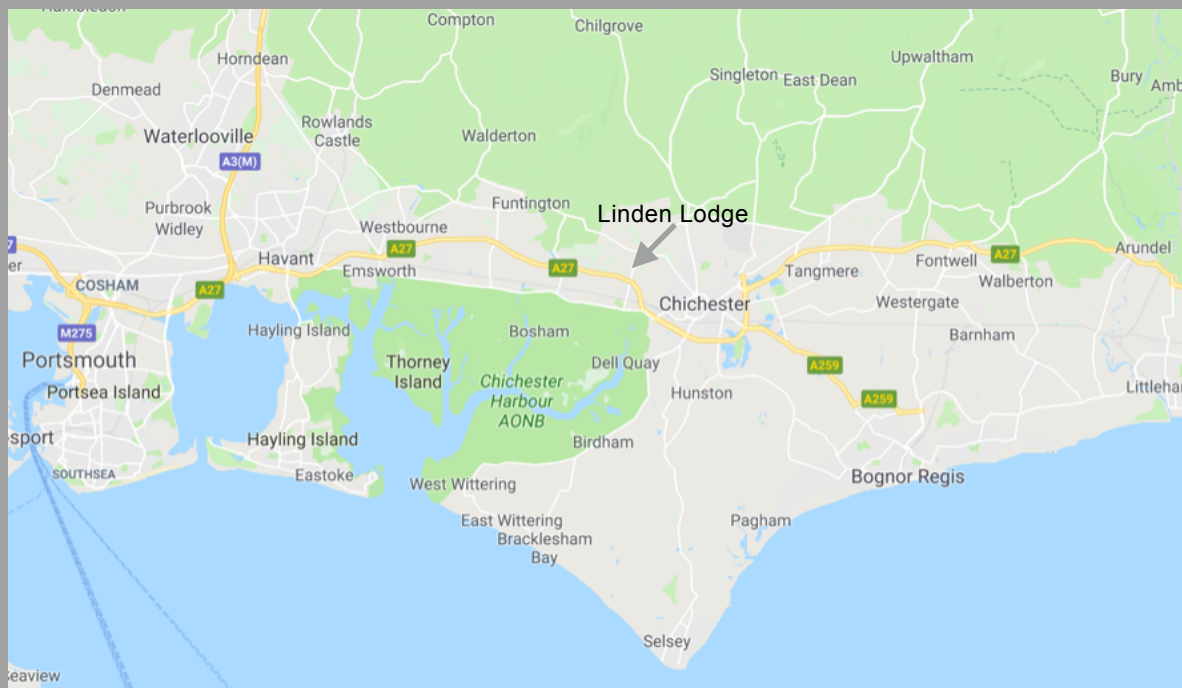 Compton
Chilgrove
Horndean
Upwaltham
Singleton
East Dean
Bury
Denmead
Rowlands
Castle
Waterlooville
Walderton
A3(M)
Purbrook
Widley
Westbourne
Funtington
Linden Lodge
A27
Havant
Emsworth
A27
Tangmere
Fontwell
A27
Arundel
Walberton
COSHAM
A27
Chichester
Westergate
M275
Hayling Island
Bosham
Barnham
Portsmouth
Thorney
Island
Dell Quay
A259
Portsea Island
Chichester
Harbour
AONB
Hunston
A259
Hayling Island
Birdham
SOUTHSEA
Eastoke
West Wittering
Bognor Regis
East Wittering
Bracklesham
Bay
Pagham
Selsey